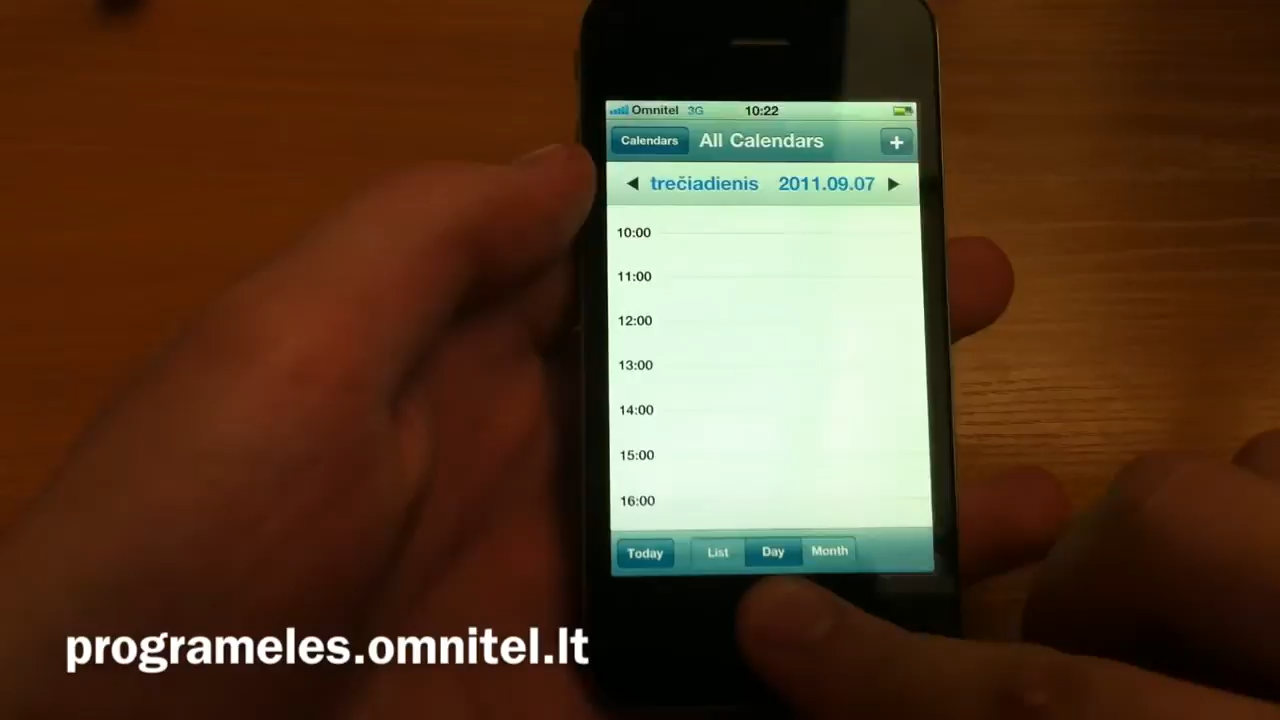 Omnitel 3G 10:22
Calendars All Calendars +
trečiadienis 2011.09.07
10:00
11:00
12:00
13:00
14:00
15:00
16:00
Today List Day Month
programeles.omnitel.lt